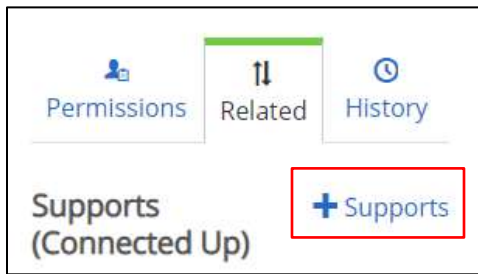 Permissions Related History
Supports + Supports
(Connected Up)